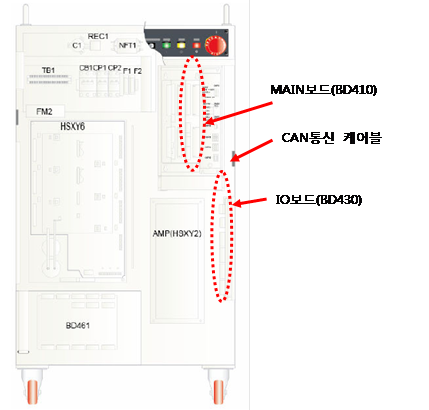 REC1
C1
NFT1
TB1
CB1 CP1 CP2
F1 F2
FM2
HSXY6
AMP(HSXY2)
BD461
MAIN보드(BD410)
CAN통신 케어블
IO보드(BD430)